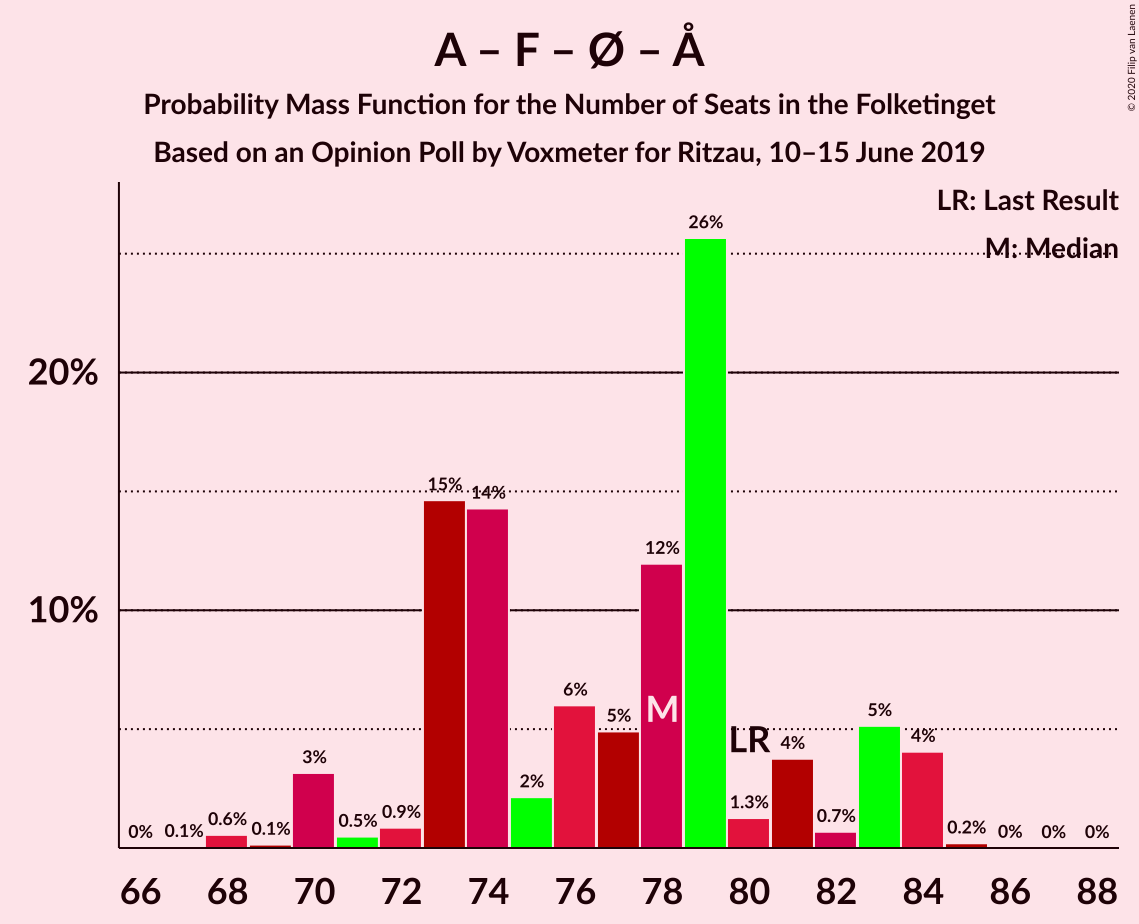 A – F – Ø – Å
Probability Mass Function for the Number of Seats in the Folketinget
Based on an Opinion Poll by Voxmeter for Ritzau, 10–15 June 2019
© 2020 Filip van Laenen
LR: Last Result
M: Median
20%
10%
0%
0.1%
0.6%
0.1%
3%
0.5%
0.9%
15%
14%
2%
6%
5%
12%
26%
1.3%
4%
0.7%
5%
4%
0.2%
0%
0%
0%
M
LR
66 68 70 72 74 76 78 80 82 84 86 88